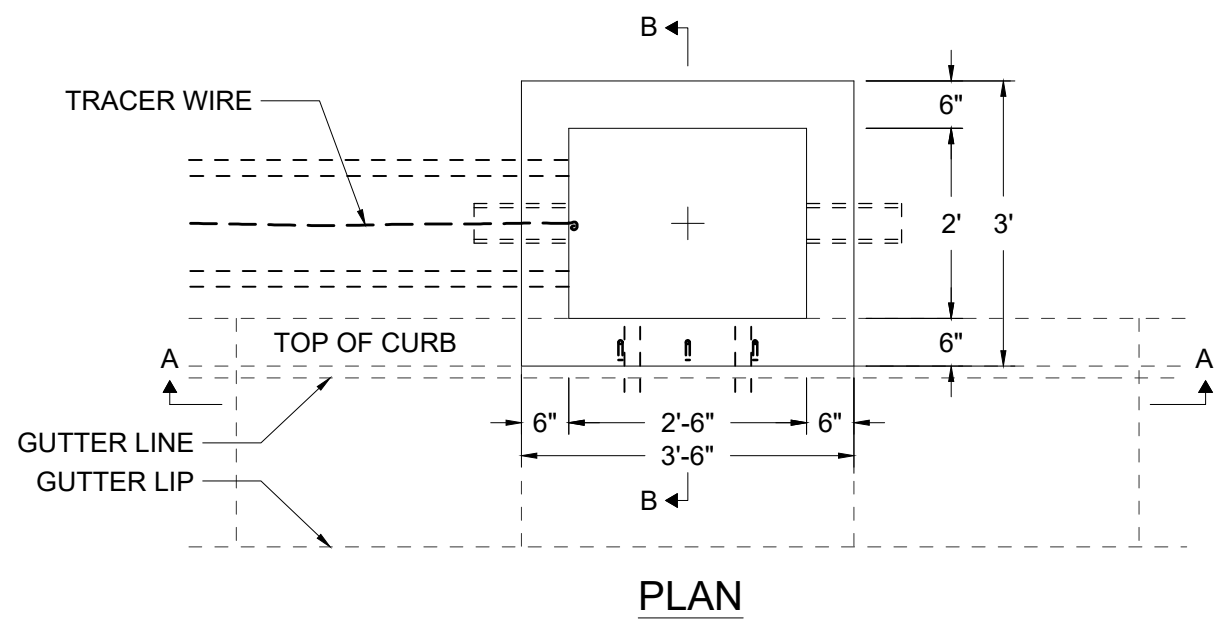 B
TRACER WIRE
6"
2'
3'
TOP OF CURB
6"
A
A
6"
2'-6"
6"
GUTTER LINE
3'-6"
GUTTER LIP
B
PLAN